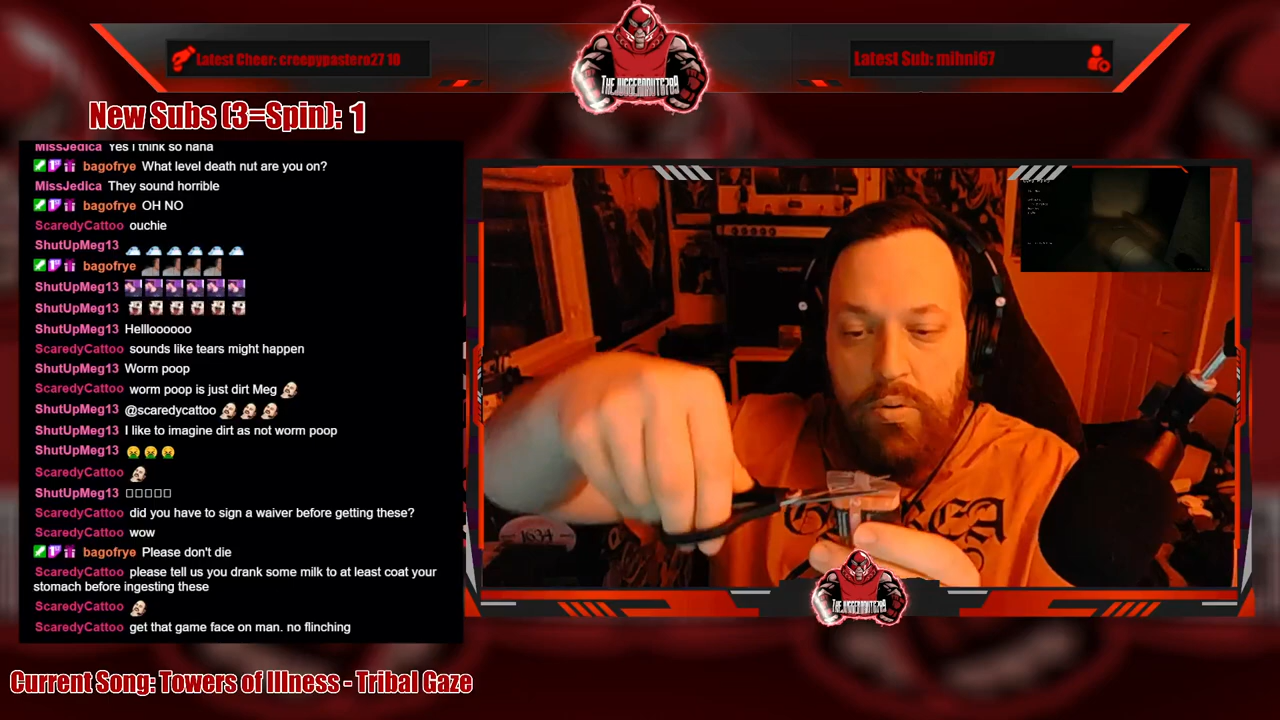 Latest Cheer: creepypastero27 10
THEJUGGERNAUT6789
Latest Sub: mihni67
New Subs (3=Spin): 1
MissJedica Yes I think so haha
bagofrye What level death nut are you on?
MissJedica They sound horrible
bagofrye OH NO
ScaredyCattoo ouchie
ShutUpMeg13
bagofrye
ShutUpMeg13
ShutUpMeg13
ShutUpMeg13 Hellloooooo
ScaredyCattoo sounds like tears might happen
ShutUpMeg13 Worm poop
ScaredyCattoo worm poop is just dirt Meg
ShutUpMeg13 @scaredycattoo
ShutUpMeg13 I like to imagine dirt as not worm poop
ShutUpMeg13
ScaredyCattoo
ShutUpMeg13
ScaredyCattoo did you have to sign a waiver before getting these?
ScaredyCattoo wow
bagofrye Please don't die
ScaredyCattoo please tell us you drank some milk to at least coat your
stomach before ingesting these
ScaredyCattoo
ScaredyCattoo get that game face on man. no flinching
1634
Current Song: Towers of Illness - Tribal Gaze